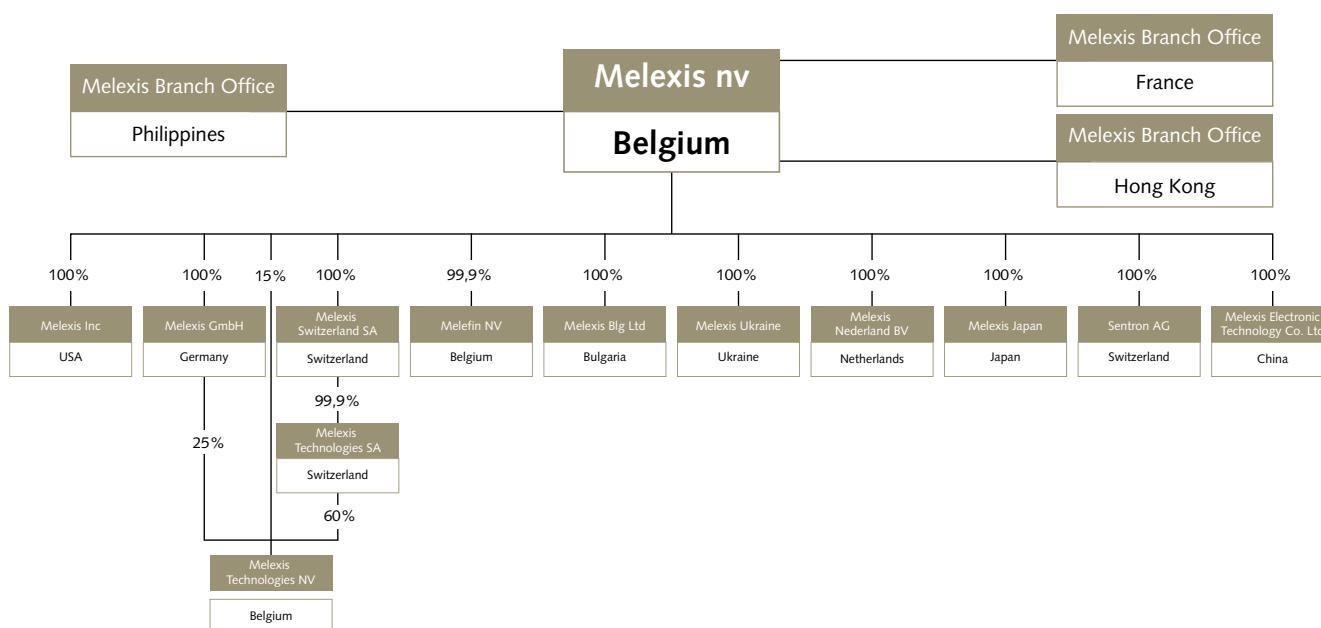 Melexis Branch Office
France
Melexis nv
Belgium
Melexis Branch Office
Philippines
Melexis Branch Office
Hong Kong
100%
100%
15%
100%
99,9%
100%
100%
100%
100%
100%
100%
Melexis Inc
USA
Melexis GmbH
Germany
Melexis
Switzerland SA
Switzerland
Melefin NV
Belgium
Melexis Blg Ltd
Bulgaria
Melexis Ukraine
Ukraine
Melexis
Nederland BV
Netherlands
Melexis Japan
Japan
Sentron AG
Switzerland
Melexis Electronic
Technology Co. Ltd
China
99,9%
25%
Melexis
Technologies SA
Switzerland
60%
Melexis
Technologies NV
Belgium